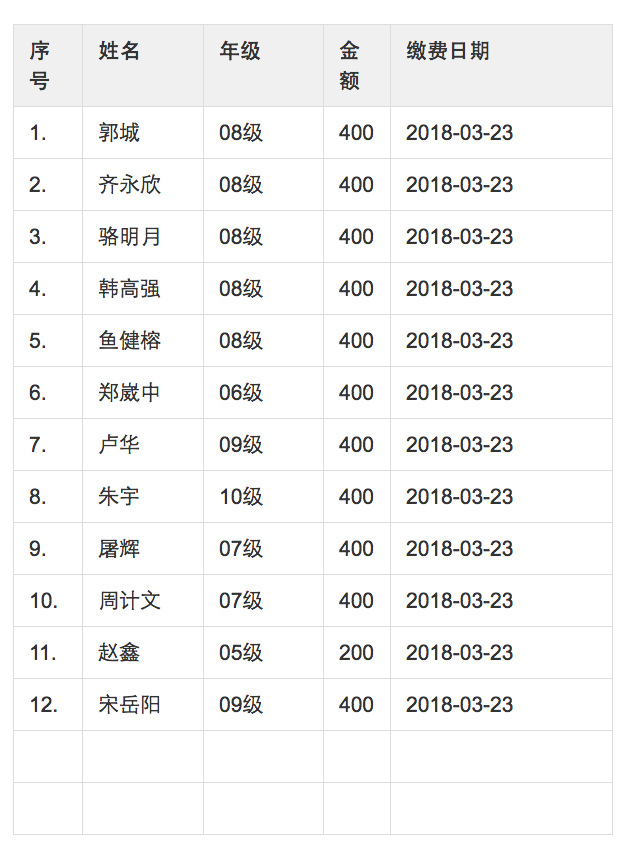 序号 姓名 年级 金额 缴费日期
1. 郭城 08级 400 2018-03-23
2. 齐永欣 08级 400 2018-03-23
3. 骆明月 08级 400 2018-03-23
4. 韩高强 08级 400 2018-03-23
5. 鱼健榕 08级 400 2018-03-23
6. 郑崴中 06级 400 2018-03-23
7. 卢华 09级 400 2018-03-23
8. 朱宇 10级 400 2018-03-23
9. 屠辉 07级 400 2018-03-23
10. 周计文 07级 400 2018-03-23
11. 赵鑫 05级 200 2018-03-23
12. 宋岳阳 09级 400 2018-03-23